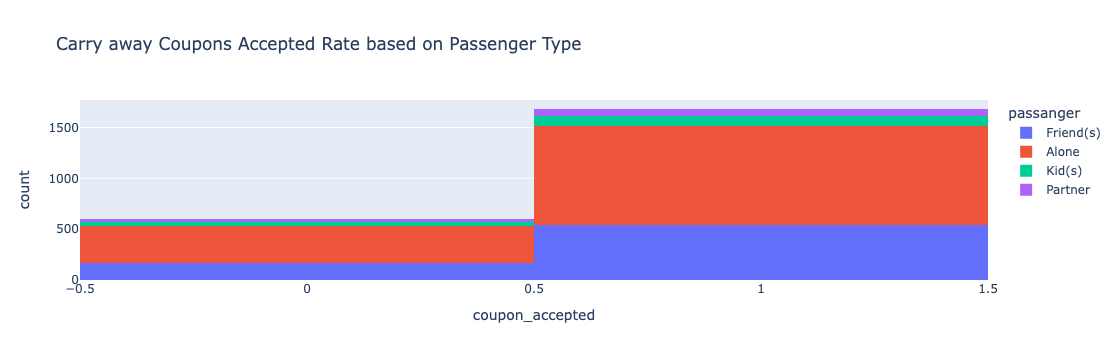 Carry away Coupons Accepted Rate based on Passenger Type
passanger
Friend(s)
Alone
Kid(s)
Partner
count
1500
1000
500
0
−0.5
0
0.5
1
1.5
coupon_accepted